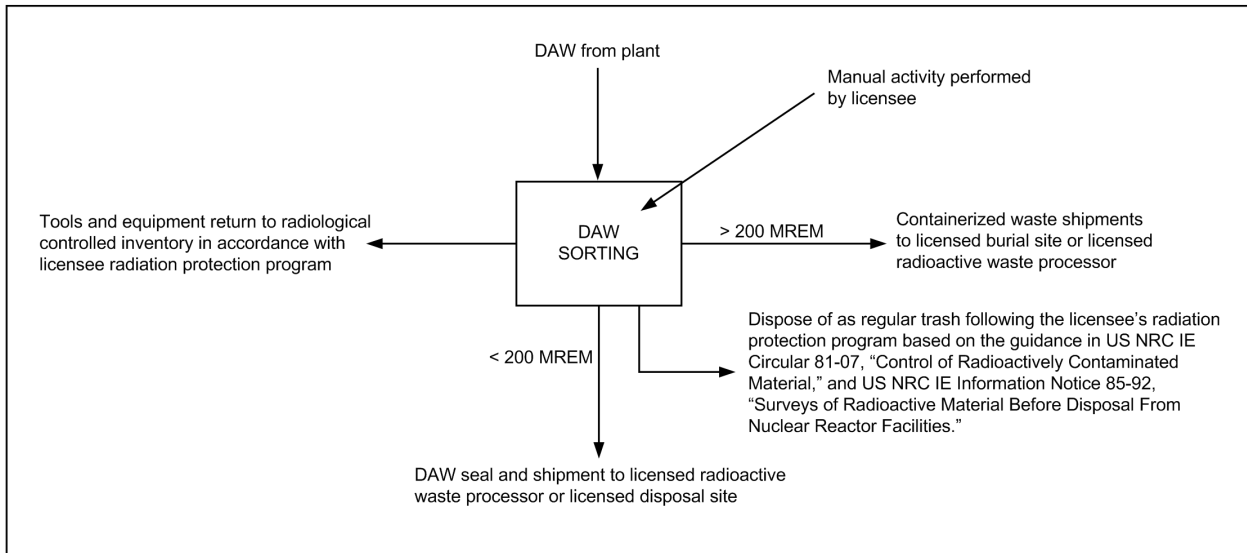 DAW from plant
Manual activity performed
by licensee
Tools and equipment return to radiological
controlled inventory in accordance with
licensee radiation protection program
DAW
SORTING
> 200 MREM
Containerized waste shipments
to licensed burial site or licensed
radioactive waste processor
< 200 MREM
Dispose of as regular trash following the licensee’s radiation
protection program based on the guidance in US NRC IE
Circular 81-07, “Control of Radioactively Contaminated
Material,” and US NRC IE Information Notice 85-92,
“Surveys of Radioactive Material Before Disposal From
Nuclear Reactor Facilities.”
DAW seal and shipment to licensed radioactive
waste processor or licensed disposal site